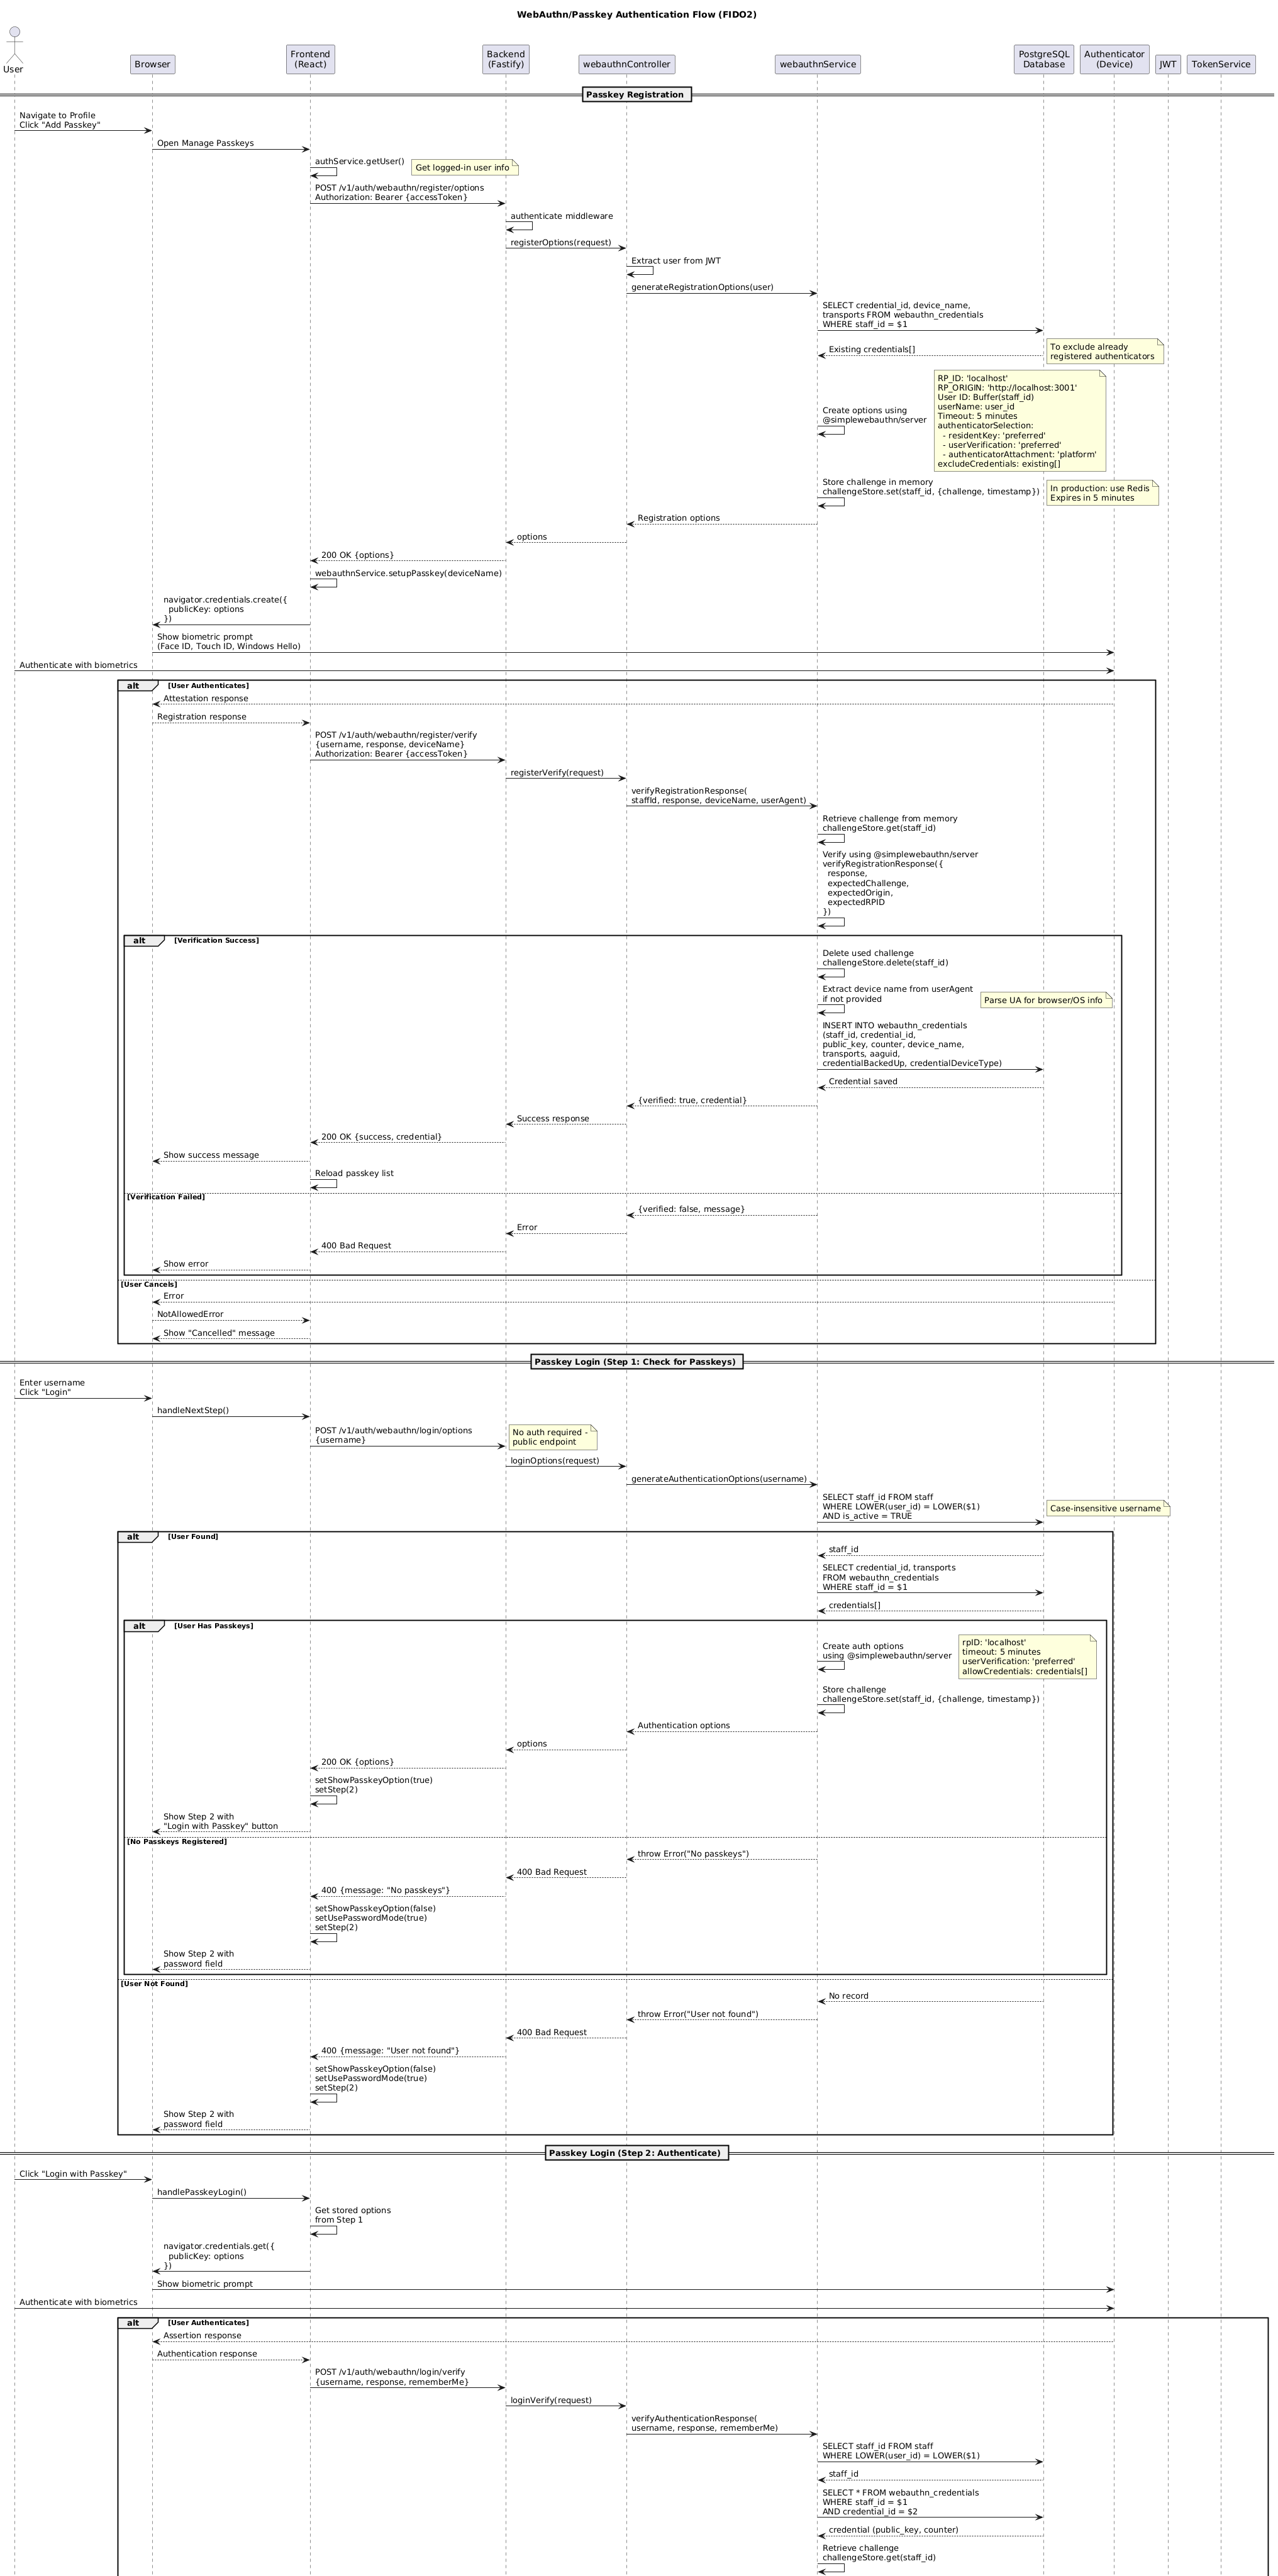 WebAuthn/Passkey Authentication Flow (FIDO2)
User
Browser
Frontend
(React)
Backend
(Fastify)
webauthnController
webauthnService
PostgreSQL
Database
Authenticator
(Device)
JWT
TokenService
Passkey Registration
Navigate to Profile
Click "Add Passkey"
Open Manage Passkeys
authService.getUser()
Get logged-in user info
POST /v1/auth/webauthn/register/options
Authorization: Bearer {accessToken}
authenticate middleware
registerOptions(request)
Extract user from JWT
generateRegistrationOptions(user)
SELECT credential_id, device_name,
transports FROM webauthn_credentials
WHERE staff_id = $1
Existing credentials[]
To exclude already
registered authenticators
Create options using
@simplewebauthn/server
RP_ID: 'localhost'
RP_ORIGIN: 'http://localhost:3001'
User ID: Buffer(staff_id)
userName: user_id
Timeout: 5 minutes
authenticatorSelection:
- residentKey: 'preferred'
- userVerification: 'preferred'
- authenticatorAttachment: 'platform'
excludeCredentials: existing[]
Store challenge in memory
challengeStore.set(staff_id, {challenge, timestamp})
In production: use Redis
Expires in 5 minutes
Registration options
options
200 OK {options}
webauthnService.setupPasskey(deviceName)
navigator.credentials.create({
publicKey: options
})
Show biometric prompt
(Face ID, Touch ID, Windows Hello)
Authenticate with biometrics
alt [User Authenticates]
Attestation response
Registration response
POST /v1/auth/webauthn/register/verify
{username, response, deviceName}
Authorization: Bearer {accessToken}
registerVerify(request)
verifyRegistrationResponse(
staffId, response, deviceName, userAgent)
Retrieve challenge from memory
challengeStore.get(staff_id)
Verify using @simplewebauthn/server
verifyRegistrationResponse({
response,
expectedChallenge,
expectedOrigin,
expectedRPID
})
alt [Verification Success]
Delete used challenge
challengeStore.delete(staff_id)
Extract device name from userAgent
if not provided
Parse UA for browser/OS info
INSERT INTO webauthn_credentials
(staff_id, credential_id,
public_key, counter, device_name,
transports, aaguid,
credentialBackedUp, credentialDeviceType)
Credential saved
{verified: true, credential}
Success response
200 OK {success, credential}
Show success message
Reload passkey list
[Verification Failed]
{verified: false, message}
Error
400 Bad Request
Show error
[User Cancels]
Error
NotAllowedError
Show "Cancelled" message
Passkey Login (Step 1: Check for Passkeys)
Enter username
Click "Login"
handleNextStep()
POST /v1/auth/webauthn/login/options
{username}
No auth required -
public endpoint
loginOptions(request)
generateAuthenticationOptions(username)
SELECT staff_id FROM staff
WHERE LOWER(user_id) = LOWER($1)
AND is_active = TRUE
Case-insensitive username
alt [User Found]
staff_id
SELECT credential_id, transports
FROM webauthn_credentials
WHERE staff_id = $1
credentials[]
alt [User Has Passkeys]
Create auth options
using @simplewebauthn/server
rpID: 'localhost'
timeout: 5 minutes
userVerification: 'preferred'
allowCredentials: credentials[]
Store challenge
challengeStore.set(staff_id, {challenge, timestamp})
Authentication options
options
200 OK {options}
setShowPasskeyOption(true)
setStep(2)
Show Step 2 with
"Login with Passkey" button
[No Passkeys Registered]
throw Error("No passkeys")
400 Bad Request
400 {message: "No passkeys"}
setShowPasskeyOption(false)
setUsePasswordMode(true)
setStep(2)
Show Step 2 with
password field
[User Not Found]
No record
throw Error("User not found")
400 Bad Request
400 {message: "User not found"}
setShowPasskeyOption(false)
setUsePasswordMode(true)
setStep(2)
Show Step 2 with
password field
Passkey Login (Step 2: Authenticate)
Click "Login with Passkey"
handlePasskeyLogin()
Get stored options
from Step 1
navigator.credentials.get({
publicKey: options
})
Show biometric prompt
Authenticate with biometrics
alt [User Authenticates]
Assertion response
Authentication response
POST /v1/auth/webauthn/login/verify
{username, response, rememberMe}
loginVerify(request)
verifyAuthenticationResponse(
username, response, rememberMe)
SELECT staff_id FROM staff
WHERE LOWER(user_id) = LOWER($1)
staff_id
SELECT * FROM webauthn_credentials
WHERE staff_id = $1
AND credential_id = $2
credential (public_key, counter)
Retrieve challenge
challengeStore.get(staff_id)